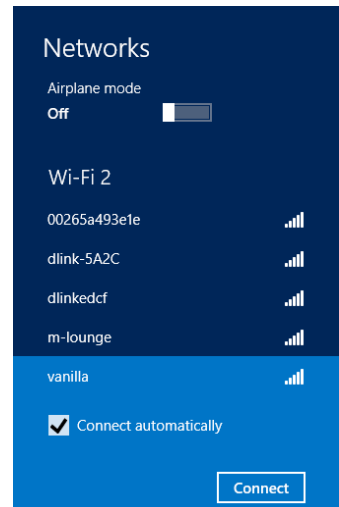 Networks
Airplane mode
Off
Wi-Fi 2
00265a493e1e
dlink-5A2C
dlinkedcf
m-lounge
vanilla
Connect automatically
Connect